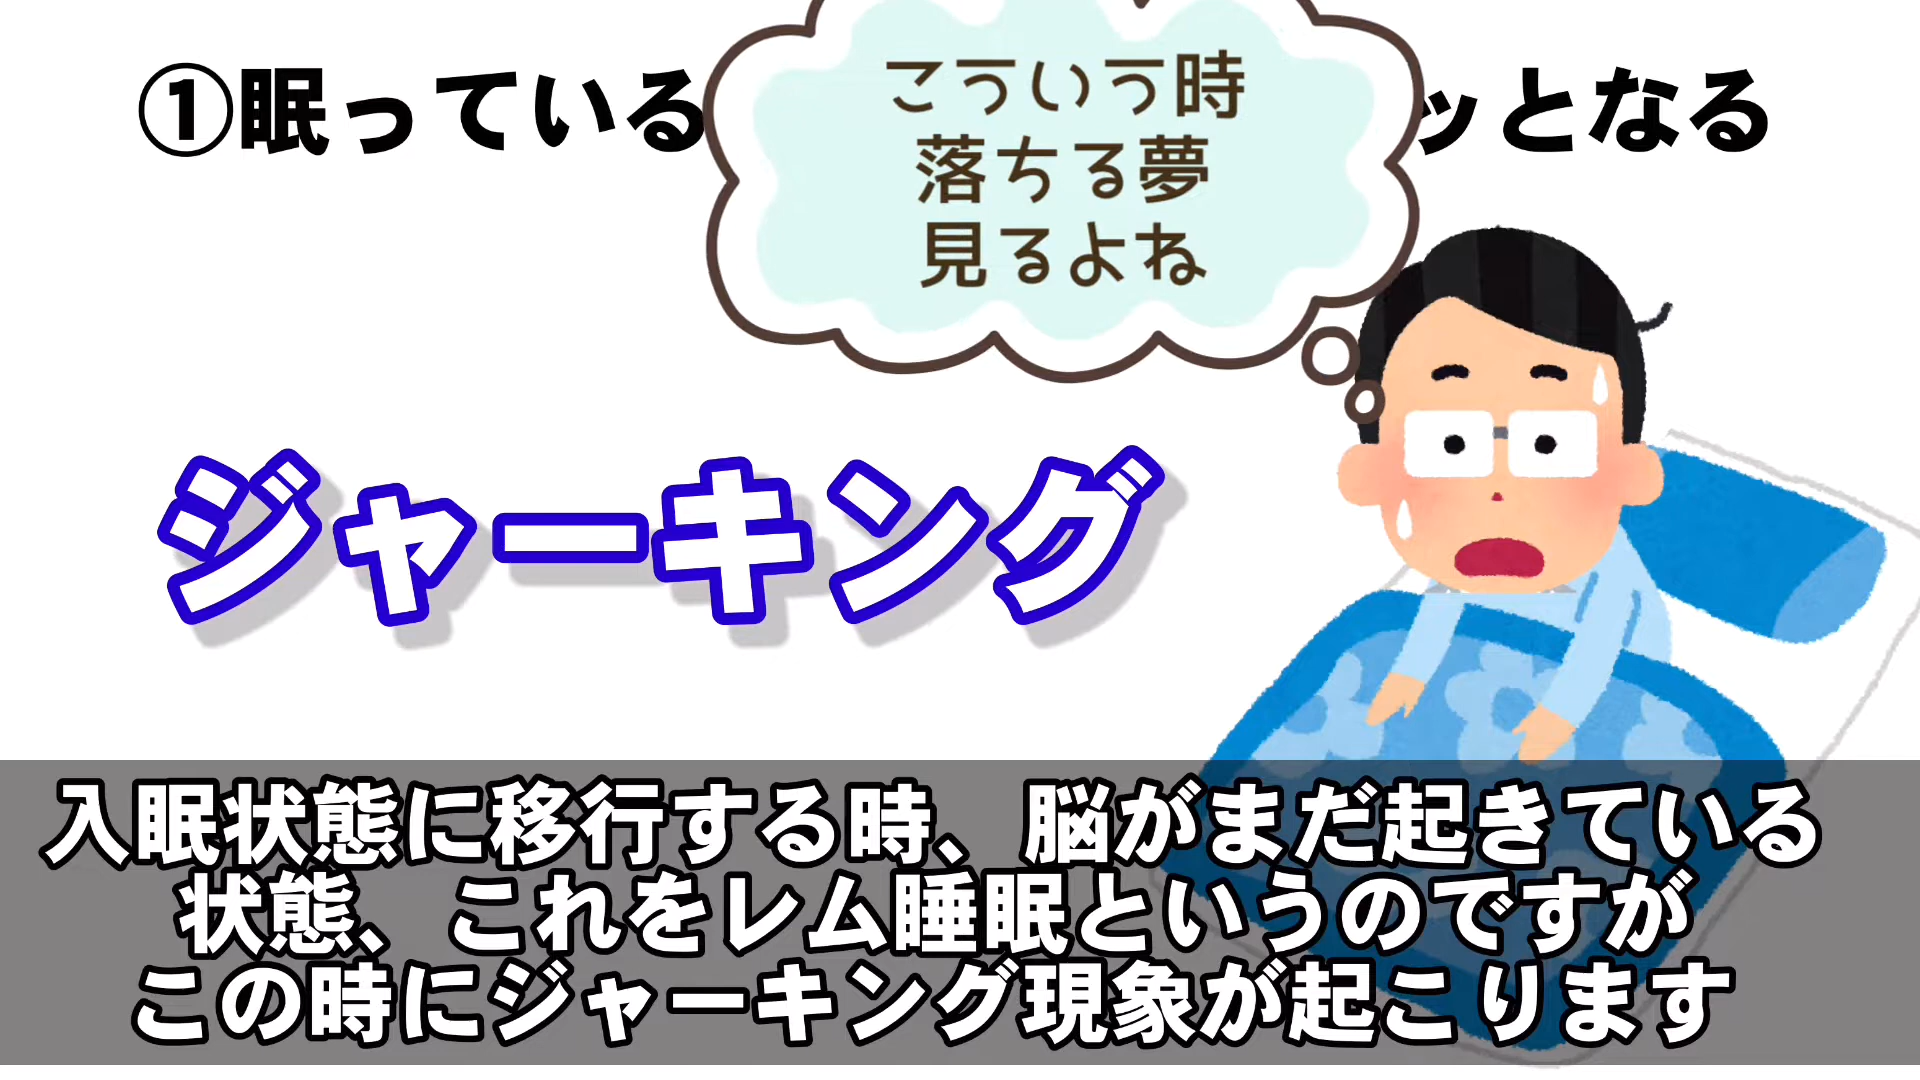 ①眠っている
ッとなる
こういう時
落ちる夢
見るよね
ジャーキング
入眠状態に移行する時、脳がまだ起きている
状態、これをレム睡眠というのですが
この時にジャーキング現象が起こります